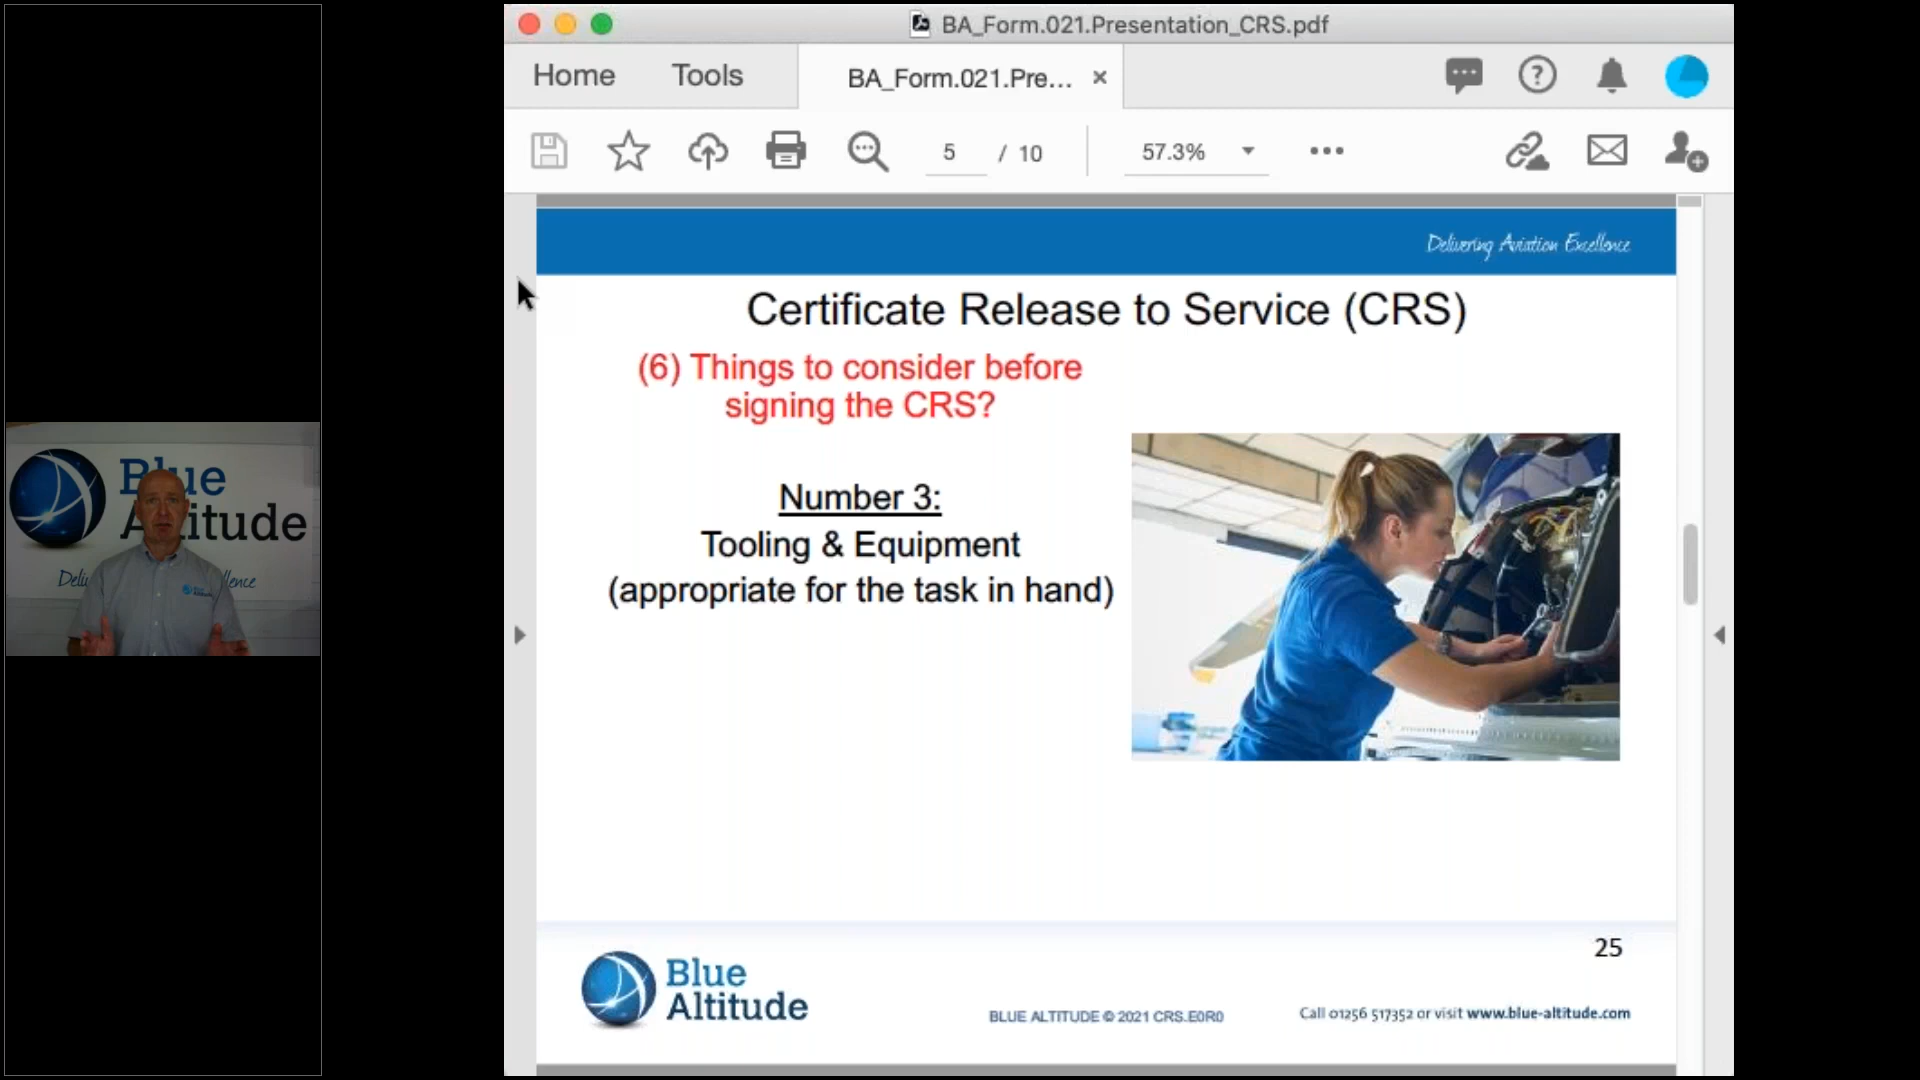 BA_Form.021.Presentation_CRS.pdf
Home
Tools
BA_Form.021.Pre...
5 / 10
57.3%
Delivering Aviation Excellence
Certificate Release to Service (CRS)
(6) Things to consider before
signing the CRS?
Number 3:
Tooling & Equipment
(appropriate for the task in hand)
25
Blue
Altitude
BLUE ALTITUDE © 2021 CRS.E0R0
Call 01256 517352 or visit www.blue-altitude.com